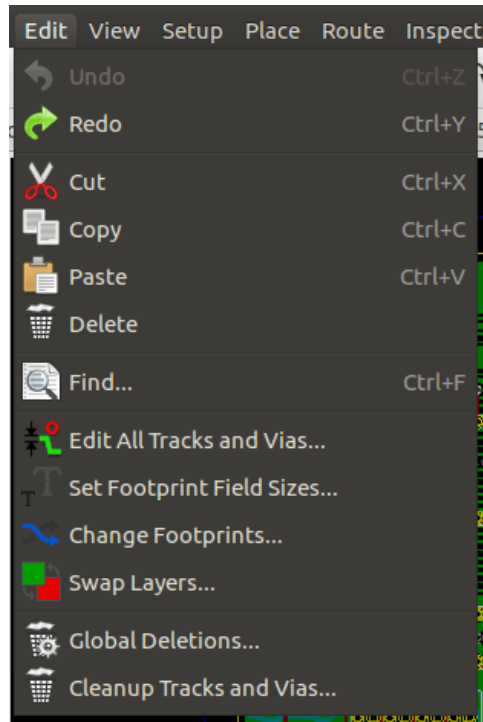 Edit View Setup Place Route Inspect
Undo Ctrl+Z
Redo Ctrl+Y
Cut Ctrl+X
Copy Ctrl+C
Paste Ctrl+V
Delete
Find... Ctrl+F
Edit All Tracks and Vias...
Set Footprint Field Sizes...
Change Footprints...
Swap Layers...
Global Deletions...
Cleanup Tracks and Vias...